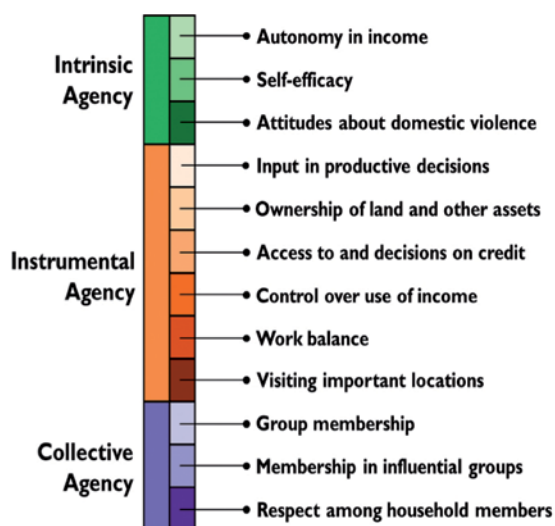 Intrinsic
Agency
Autonomy in income
Self-efficacy
Attitudes about domestic violence
Instrumental
Agency
Input in productive decisions
Ownership of land and other assets
Access to and decisions on credit
Control over use of income
Work balance
Visiting important locations
Collective
Agency
Group membership
Membership in influential groups
Respect among household members